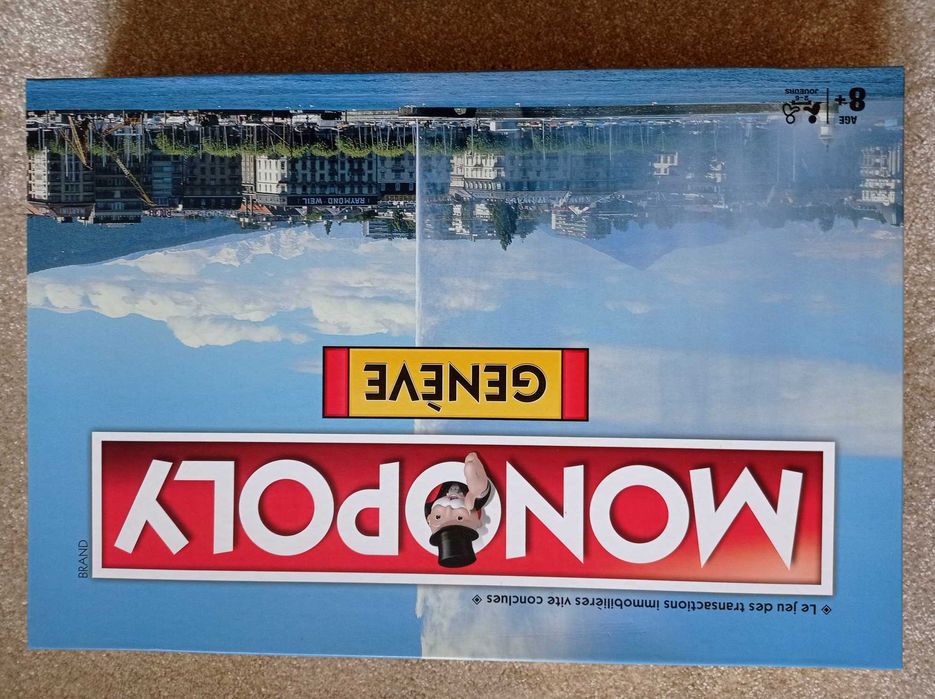 ◈ Le jeu des transactions immobilières vite conclues ◈
MONOPOLY
BRAND
GENÈVE
RAYMOND WEIL
AGE
8+
2-6
JOUEURS